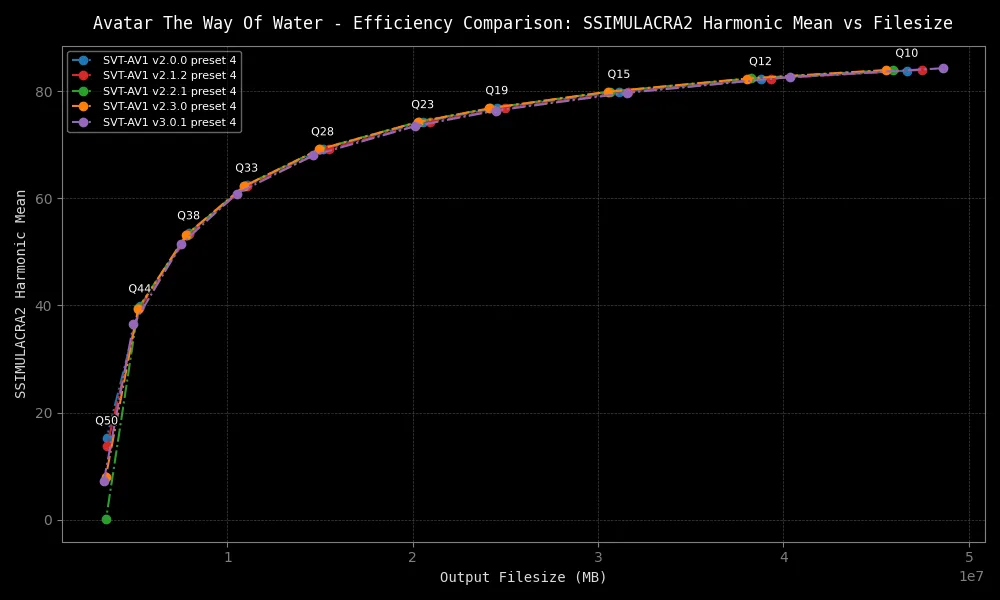 Avatar The Way Of Water - Efficiency Comparison: SSIMULACRA2 Harmonic Mean vs Filesize
SVT-AV1 v2.0.0 preset 4
SVT-AV1 v2.1.2 preset 4
SVT-AV1 v2.2.1 preset 4
SVT-AV1 v2.3.0 preset 4
SVT-AV1 v3.0.1 preset 4
Q10
Q12
Q15
Q19
Q23
Q28
Q33
Q38
Q44
Q50
80
60
40
20
0
SSIMULACRA2 Harmonic Mean
1 2 3 4 5
1e7
Output Filesize (MB)